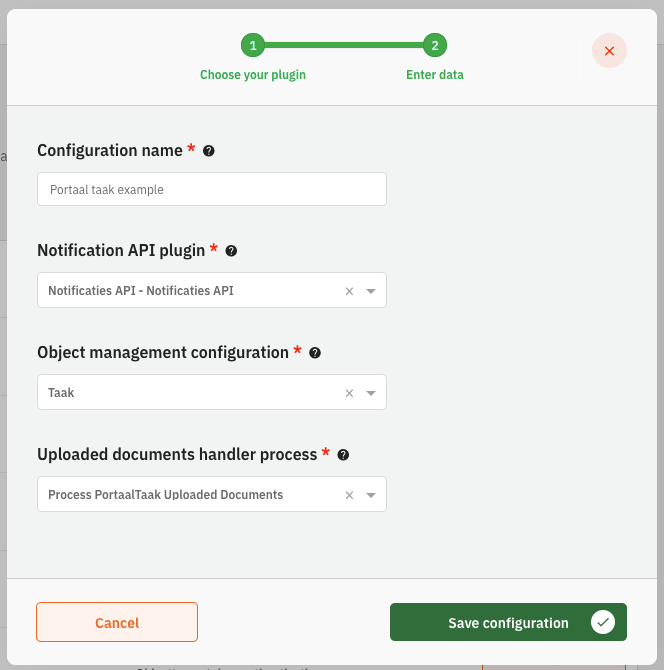 1
2
Choose your plugin
Enter data
Configuration name *
Portaal taak example
Notification API plugin *
Notificaties API - Notificaties API
Object management configuration *
Taak
Uploaded documents handler process *
Process PortaalTaak Uploaded Documents
Cancel
Save configuration